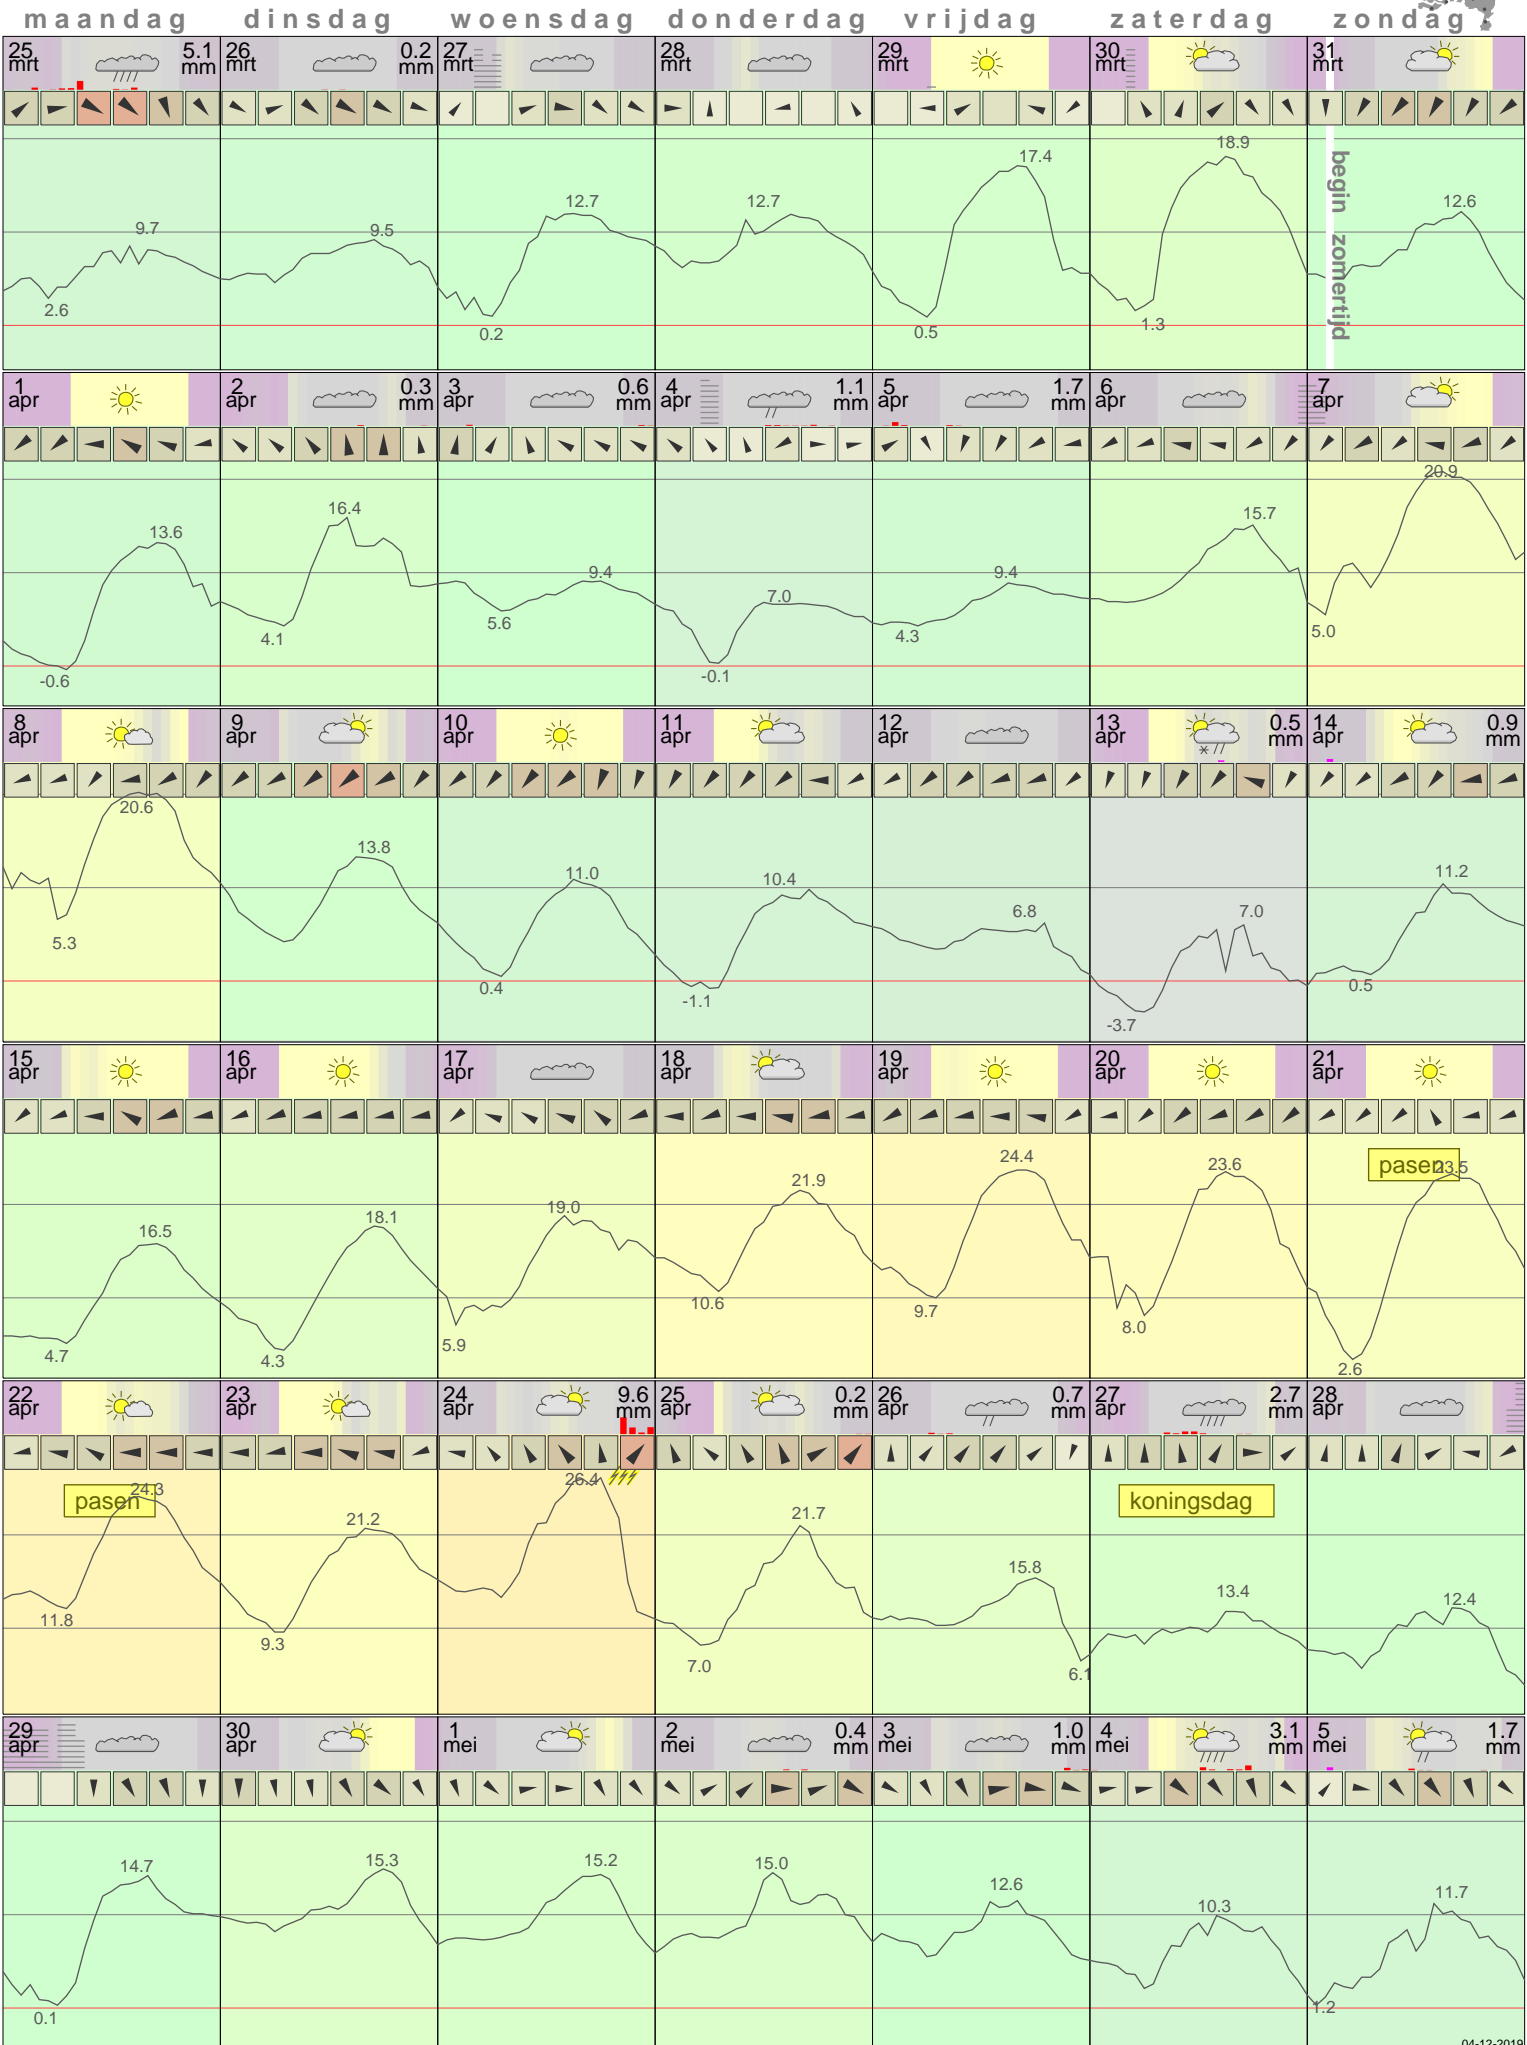 maandag dinsdag woensdag donderdag vrijdag zaterdag zondag
25 mrt 5.1 mm 26 mrt 0.2 mm 27 mrt 28 mrt 29 mrt 30 mrt 31 mrt
9.7 2.6 9.5 12.7 0.2 12.7 17.4 0.5 18.9 1.3 begin zomertijd 12.6
1 apr 2 apr 0.3 mm 3 apr 0.6 mm 4 apr 1.1 mm 5 apr 1.7 mm 6 apr 7 apr
13.6 -0.6 16.4 4.1 9.4 5.6 7.0 -0.1 9.4 4.3 15.7 20.9 5.0
8 apr 9 apr 10 apr 11 apr 12 apr 13 apr 0.5 mm 14 apr 0.9 mm
20.6 5.3 13.8 11.0 0.4 10.4 -1.1 6.8 7.0 -3.7 11.2 0.5
15 apr 16 apr 17 apr 18 apr 19 apr 20 apr 21 apr
16.5 4.7 18.1 4.3 19.0 5.9 21.9 10.6 24.4 9.7 23.6 8.0 pasen 23.5 2.6
22 apr 23 apr 24 apr 9.6 mm 25 apr 0.2 mm 26 apr 0.7 mm 27 apr 2.7 mm 28 apr
pasen 24.3 11.8 21.2 9.3 26.4 21.7 7.0 15.8 6.1 koningsdag 13.4 12.4
29 apr 30 apr 1 mei 2 mei 0.4 mm 3 mei 1.0 mm 4 mei 3.1 mm 5 mei 1.7 mm
14.7 0.1 15.3 15.2 15.0 12.6 10.3 11.7 1.2
04-12-2019